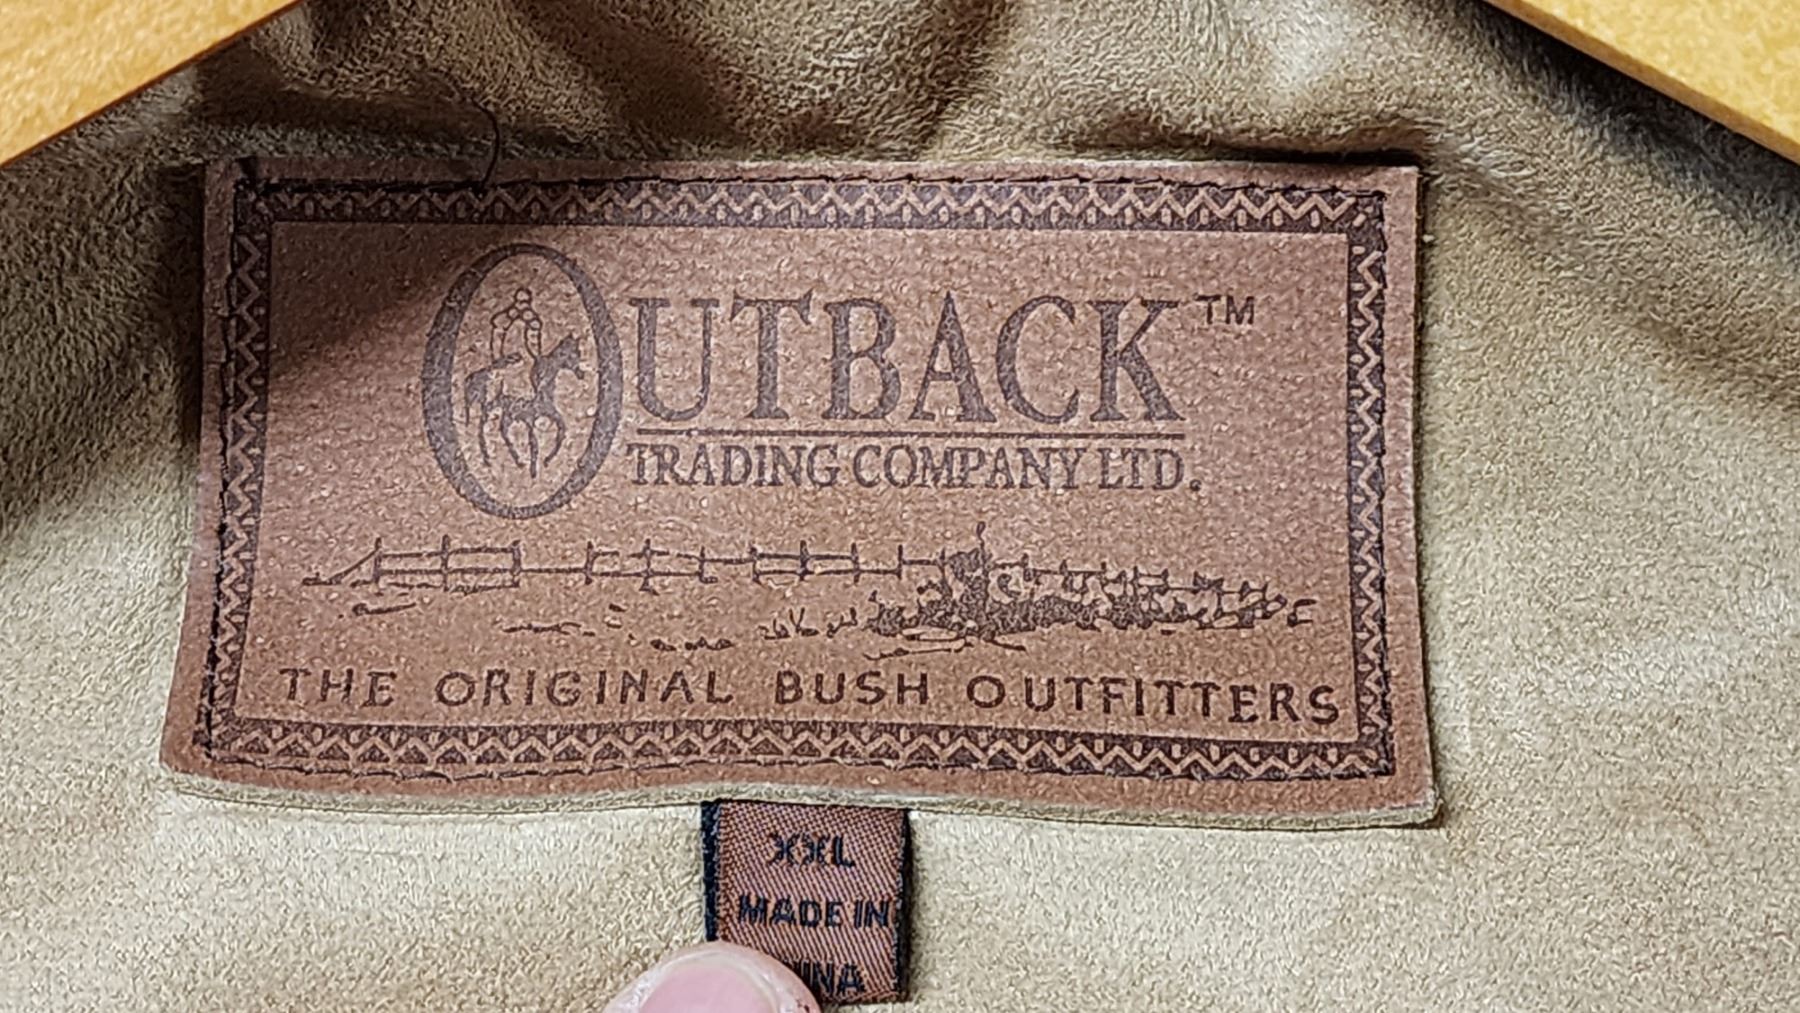 OUTBACK™
TRADING COMPANY LTD.
THE ORIGINAL BUSH OUTFITTERS
XXL
MADE IN